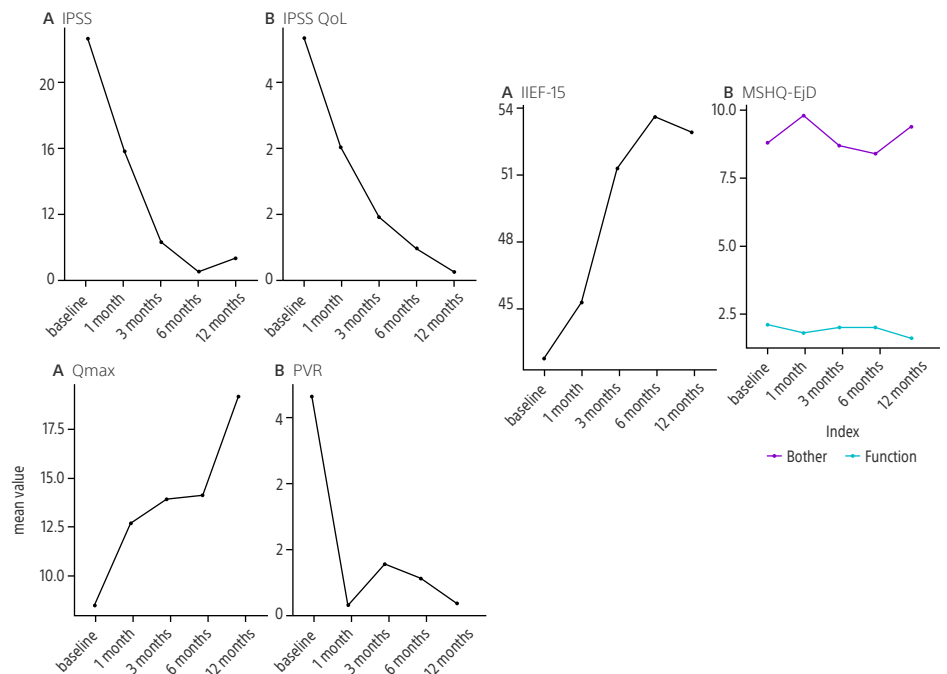 A IPSS
20
16
12
0
baseline
1 month
3 months
6 months
12 months
B IPSS QoL
4
2
2
0
baseline
1 month
3 months
6 months
12 months
A IIEF-15
54
51
48
45
baseline
1 month
3 months
6 months
12 months
B MSHQ-EjD
10.0
7.5
10.0
2.5
baseline
1 month
3 months
6 months
12 months
Index
Bother
Function
A Qmax
mean value
17.5
15.0
12.5
10.0
baseline
1 month
3 months
6 months
12 months
B PVR
4
2
2
0
baseline
1 month
3 months
6 months
12 months